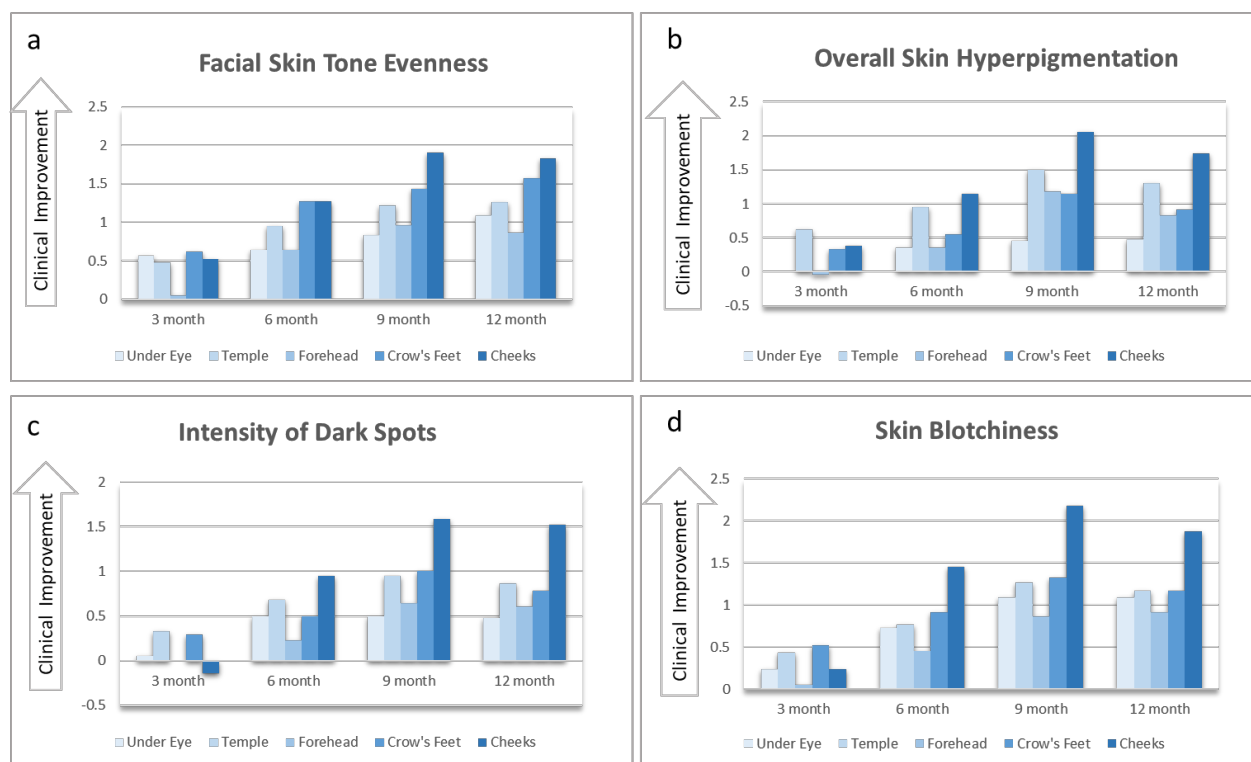 a
Facial Skin Tone Evenness
Clinical Improvement
2.5
2
1.5
1
0.5
0
3 month 6 month 9 month 12 month
Under Eye Temple Forehead Crow's Feet Cheeks
b
Overall Skin Hyperpigmentation
Clinical Improvement
2.5
2
1.5
1
0.5
0
-0.5
3 month 6 month 9 month 12 month
Under Eye Temple Forehead Crow's Feet Cheeks
c
Intensity of Dark Spots
Clinical Improvement
2
1.5
1
0.5
0
-0.5
3 month 6 month 9 month 12 month
Under Eye Temple Forehead Crow's Feet Cheeks
d
Skin Blotchiness
Clinical Improvement
2.5
2
1.5
1
0.5
0
3 month 6 month 9 month 12 month
Under Eye Temple Forehead Crow's Feet Cheeks